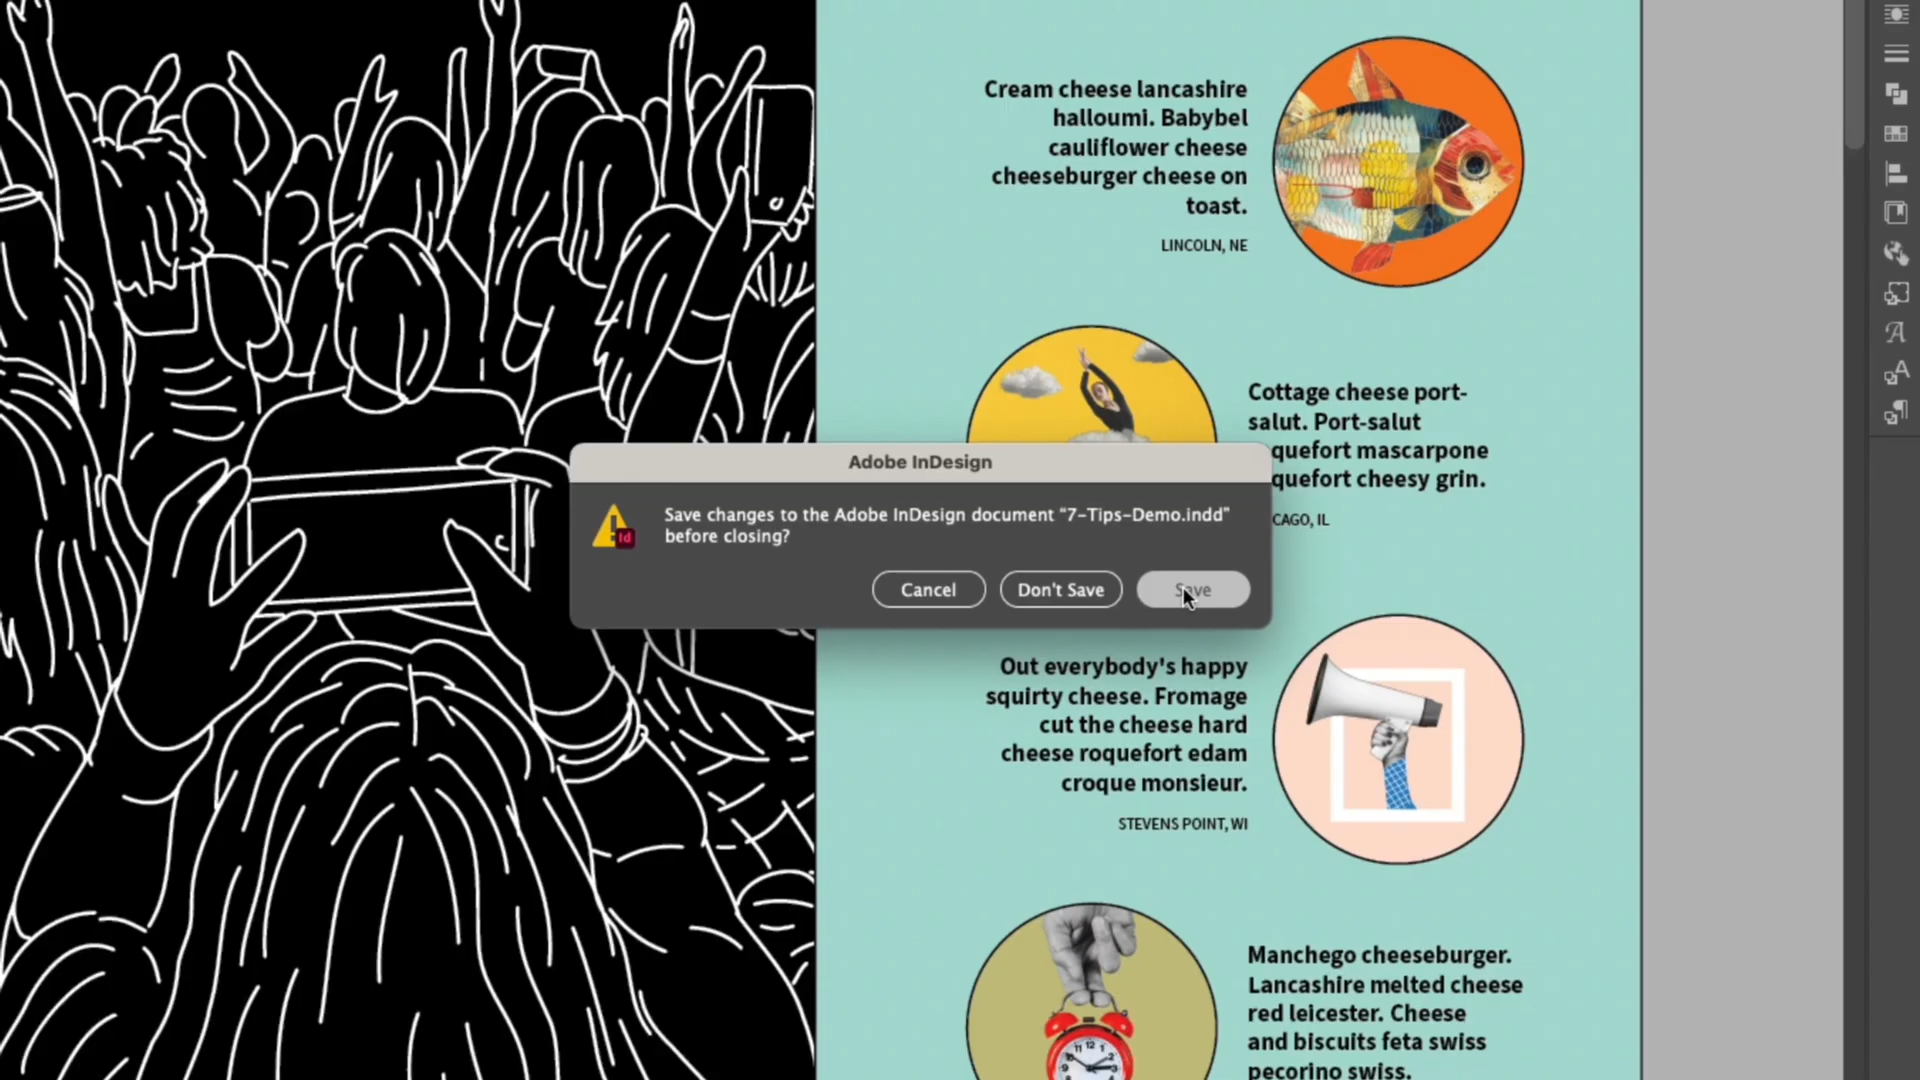 Cream cheese lancashire
halloumi. Babybel
cauliflower cheese
cheeseburger cheese on
toast.
LINCOLN, NE
Cottage cheese port-
salut. Port-salut
quefort mascarpone
quefort cheesy grin.
CAGO, IL
Adobe InDesign
Id
Save changes to the Adobe InDesign document “7-Tips-Demo.indd”
before closing?
Cancel
Don't Save
Save
Out everybody's happy
squirty cheese. Fromage
cut the cheese hard
cheese roquefort edam
croque monsieur.
STEVENS POINT, WI
Manchego cheeseburger.
Lancashire melted cheese
red leicester. Cheese
and biscuits feta swiss
pecorino swiss.